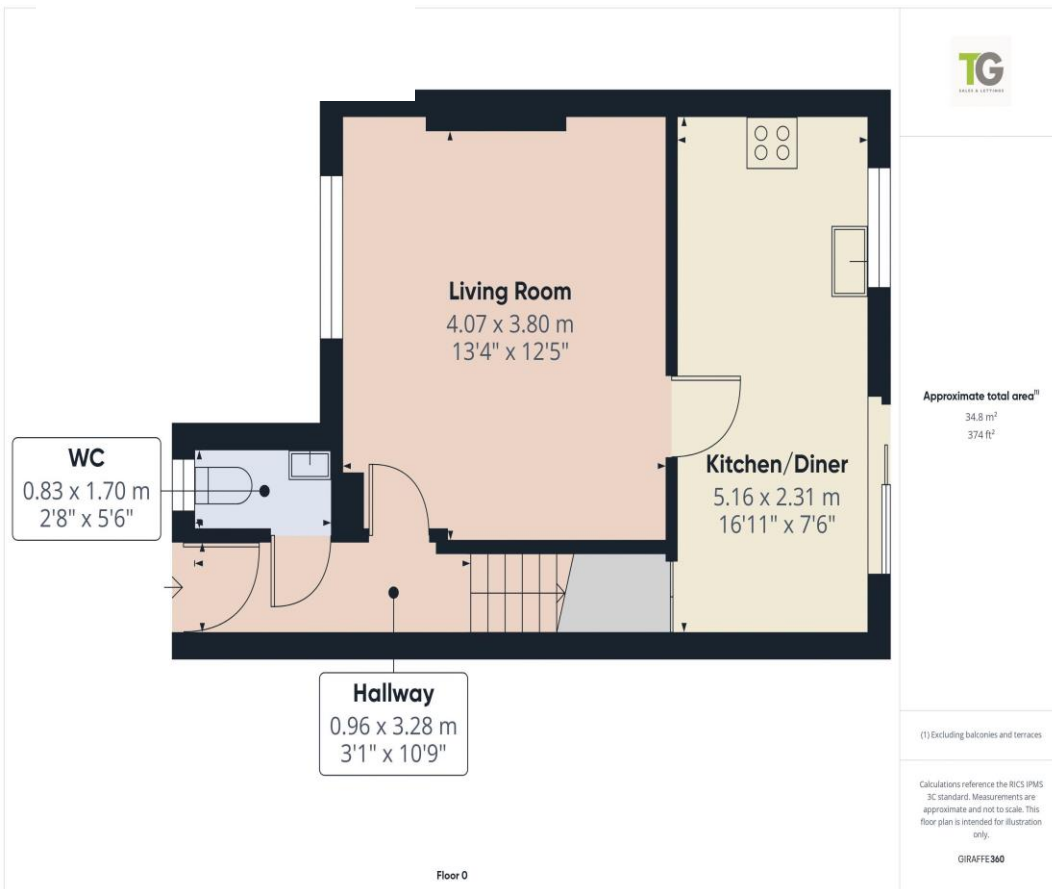 TG
SALES & LETTINGS
Living Room
4.07 x 3.80 m
13'4" x 12'5"
WC
0.83 x 1.70 m
2'8" x 5'6"
Kitchen/Diner
5.16 x 2.31 m
16'11" x 7'6"
Hallway
0.96 x 3.28 m
3'1" x 10'9"
Floor 0
Approximate total area(1)
34.8 m²
374 ft²
(1) Excluding balconies and terraces
Calculations reference the RICS IPMS
3C standard. Measurements are
approximate and not to scale. This
floor plan is intended for illustration
only.
GIRAFFE360